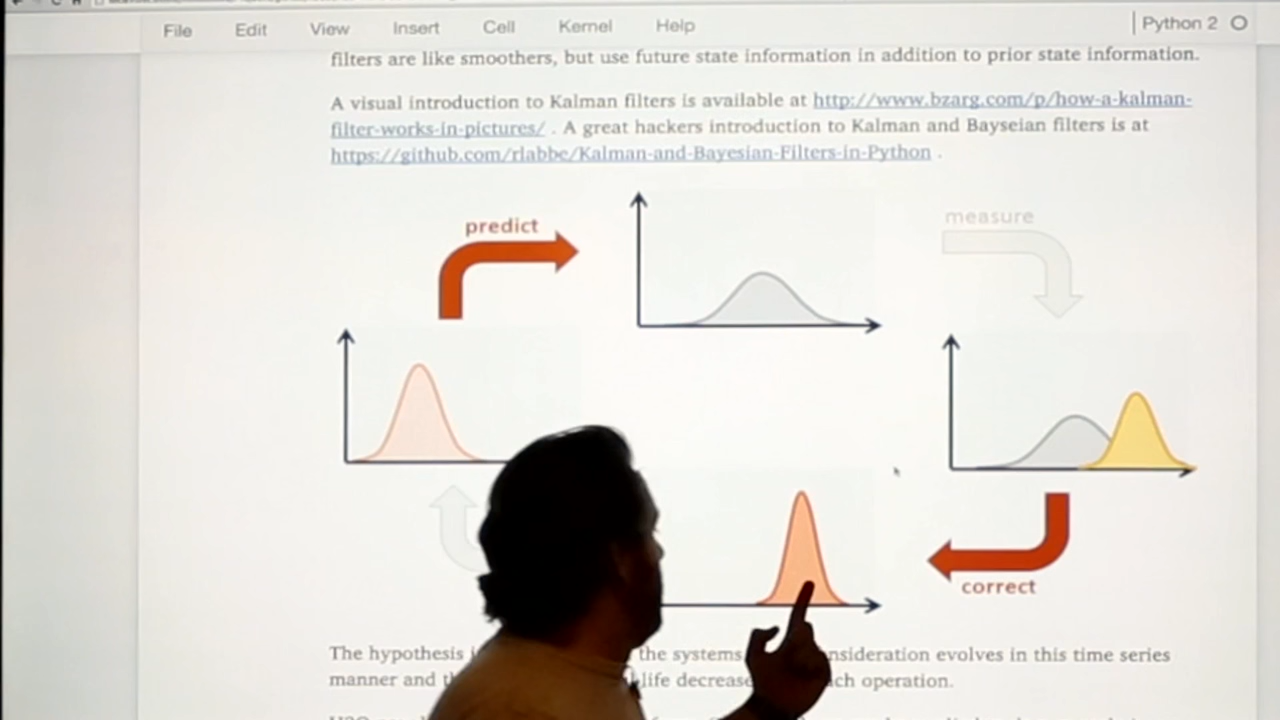 File Edit View Insert Cell Kernel Help Python 2
filters are like smoothers, but use future state information in addition to prior state information.
A visual introduction to Kalman filters is available at http://www.bzarg.com/p/how-a-kalman-
filter-works-in-pictures/ . A great hackers introduction to Kalman and Bayseian filters is at
https://github.com/rlabbe/Kalman-and-Bayesian-Filters-in-Python .
predict
measure
correct
The hypothesis the systems nsideration evolves in this time series
manner and life decrease ch operation.